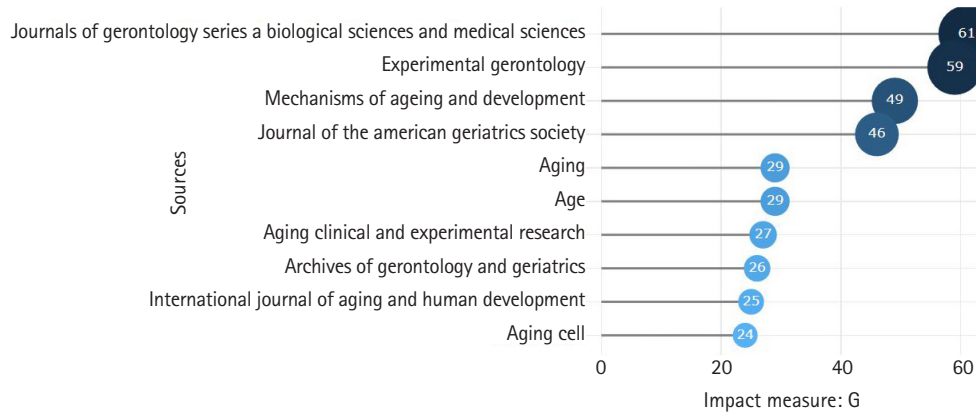 Journals of gerontology series a biological sciences and medical sciences 61
Experimental gerontology 59
Mechanisms of ageing and development 49
Journal of the american geriatrics society 46
Sources
Aging 29
Age 29
Aging clinical and experimental research 27
Archives of gerontology and geriatrics 26
International journal of aging and human development 25
Aging cell 24
0 20 40 60
Impact measure: G